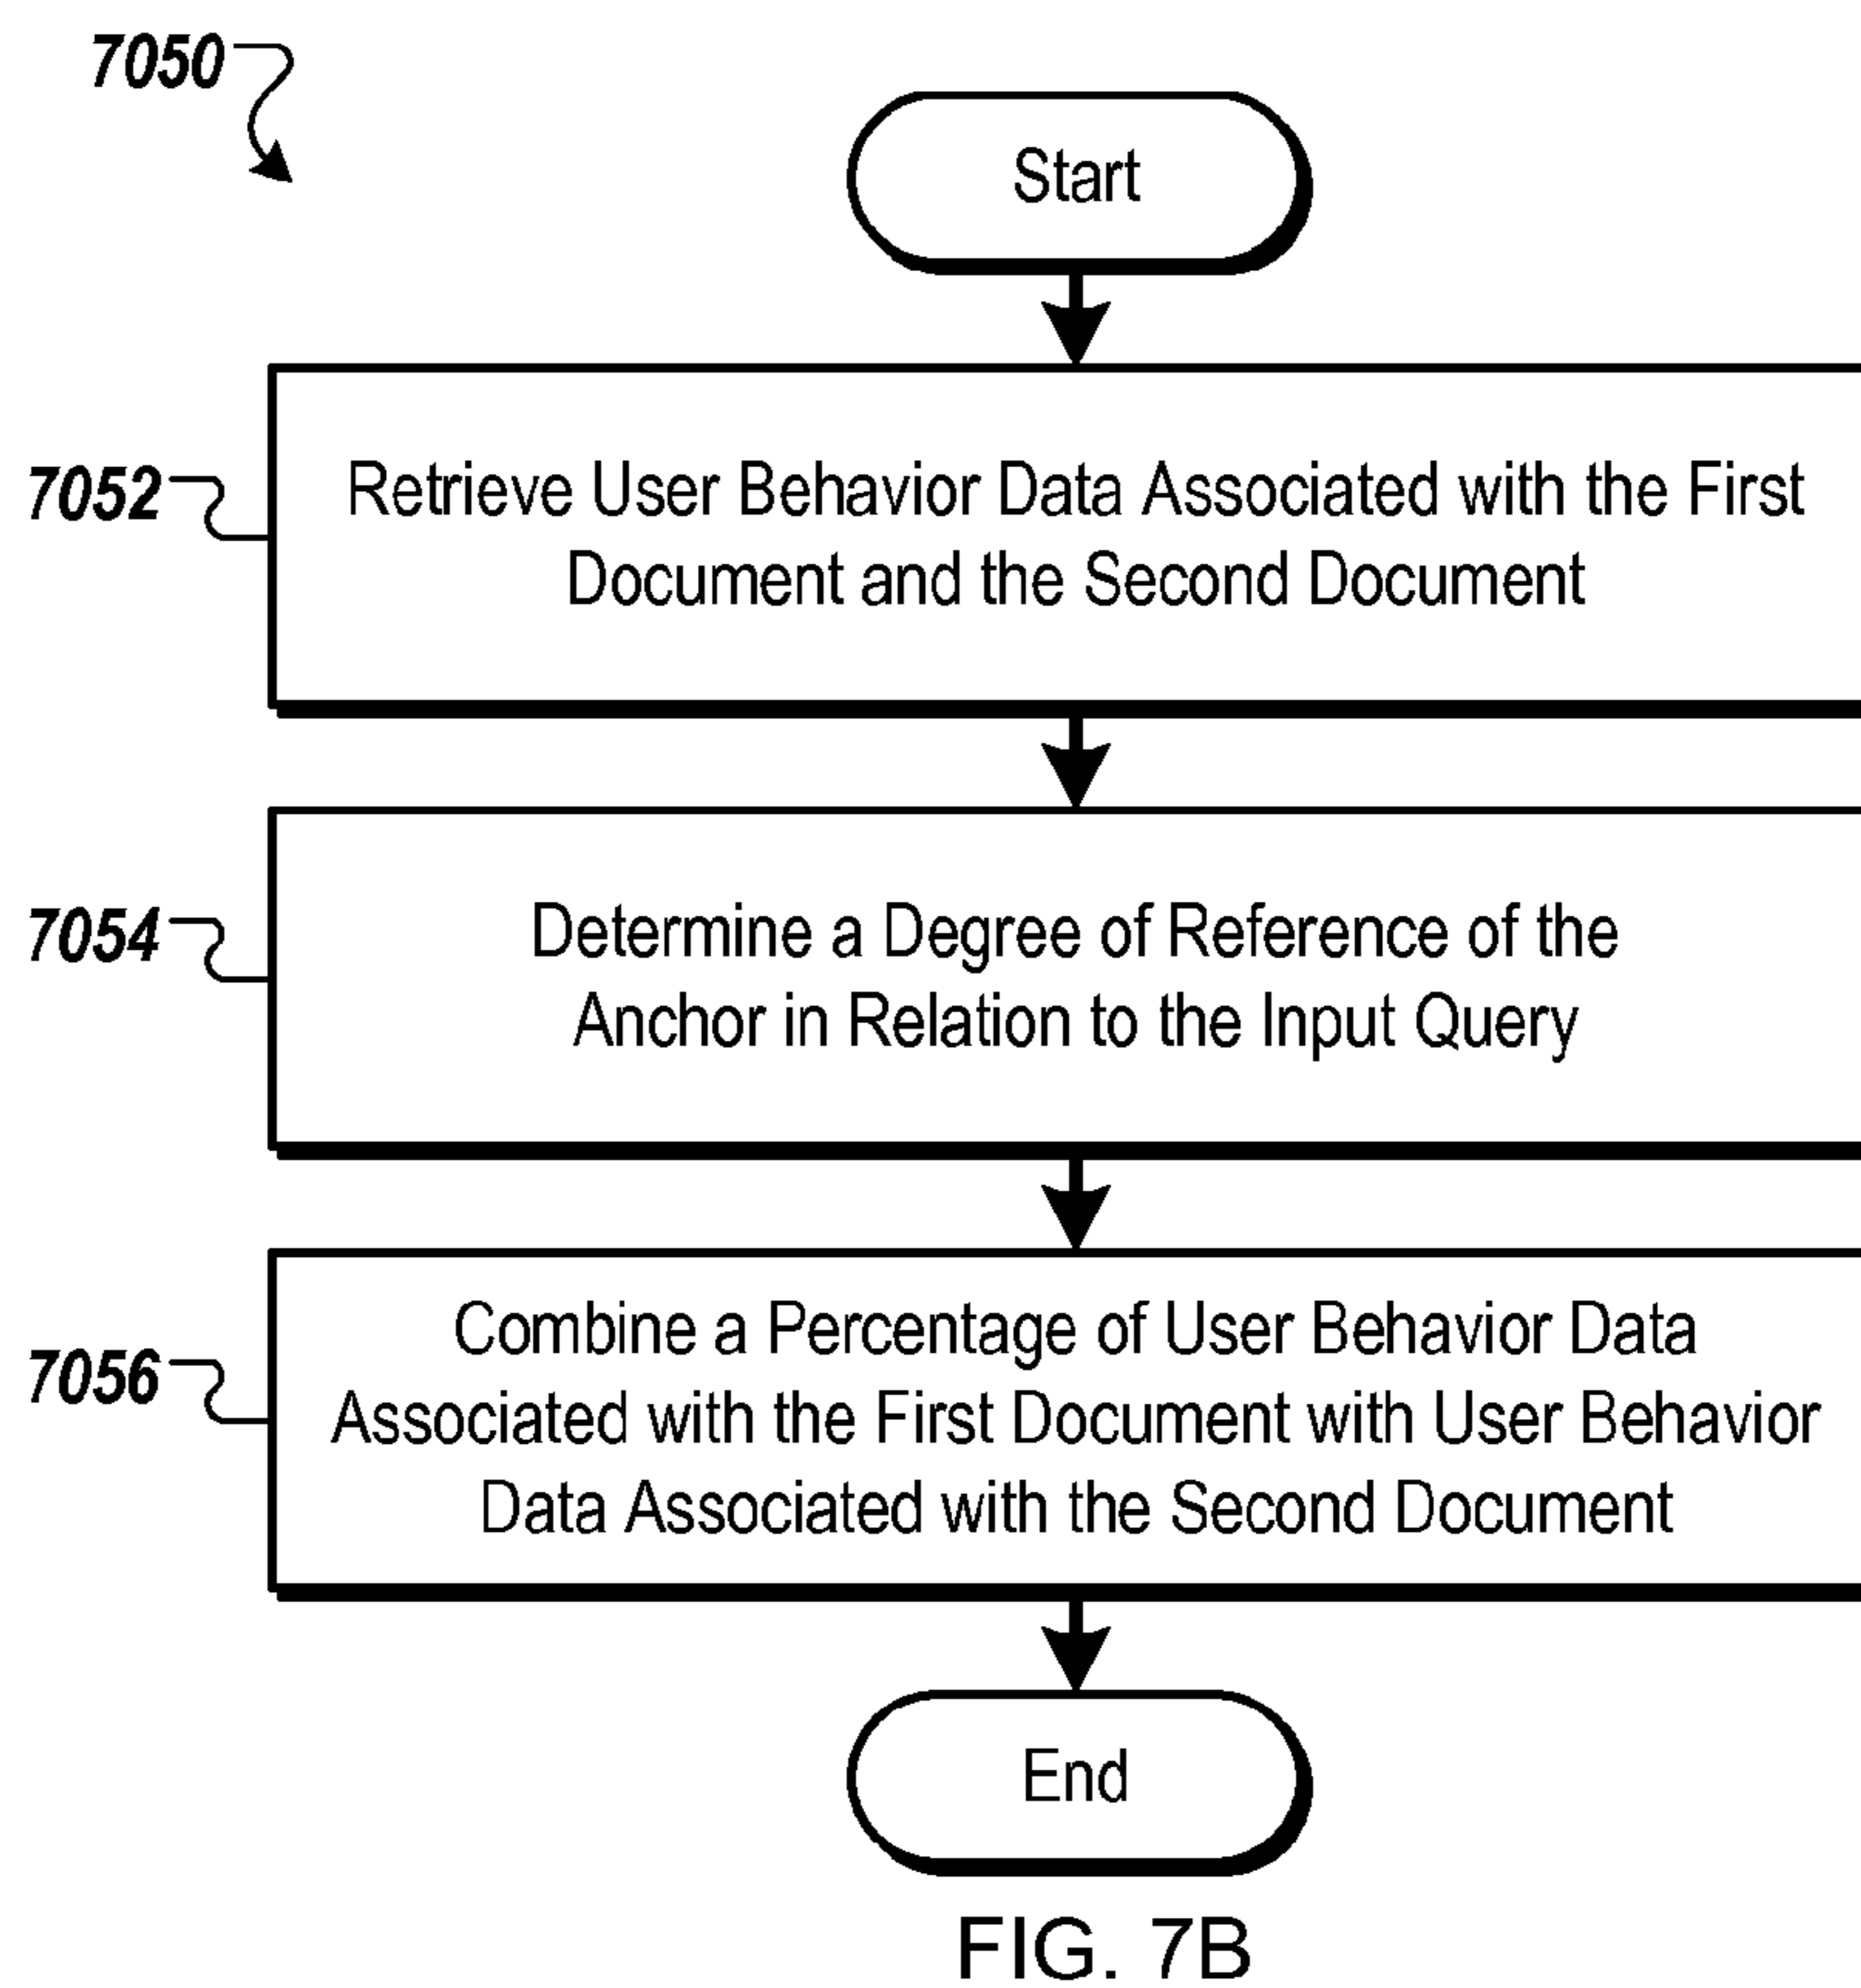 7050
Start
7052
Retrieve User Behavior Data Associated with the First
Document and the Second Document
7054
Determine a Degree of Reference of the
Anchor in Relation to the Input Query
7056
Combine a Percentage of User Behavior Data
Associated with the First Document with User Behavior
Data Associated with the Second Document
End
FIG. 7B